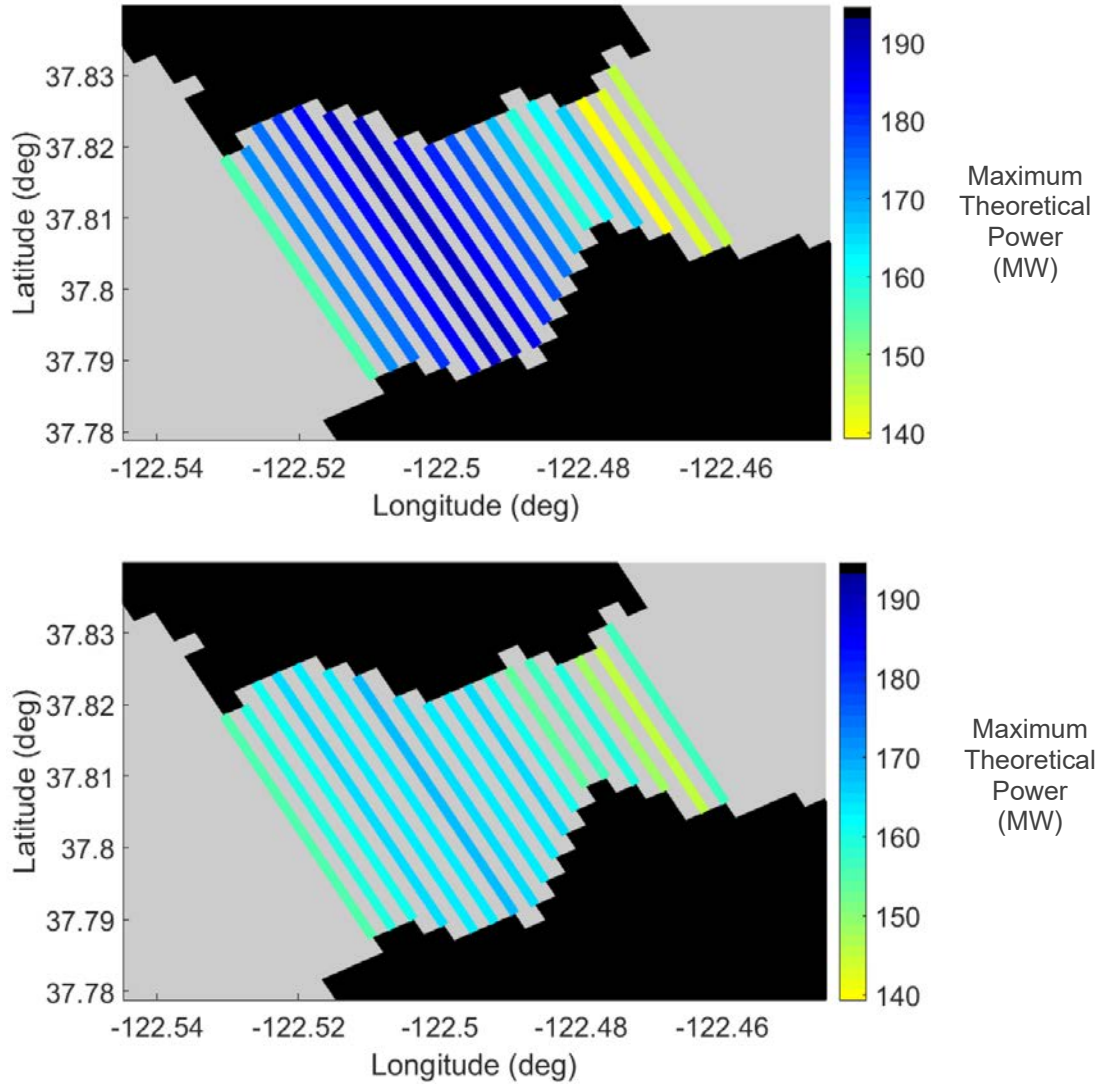 37.83
37.82
37.81
37.8
37.79
37.78
Latitude (deg)
-122.54
-122.52
-122.5
-122.48
-122.46
Longitude (deg)
190
180
170
160
150
140
Maximum
Theoretical
Power
(MW)
37.83
37.82
37.81
37.8
37.79
37.78
Latitude (deg)
-122.54
-122.52
-122.5
-122.48
-122.46
Longitude (deg)
190
180
170
160
150
140
Maximum
Theoretical
Power
(MW)